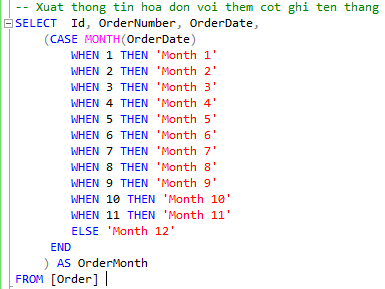 -- Xuat thong tin hoa don voi them cot ghi ten thang
SELECT  Id, OrderNumber, OrderDate,
    (CASE MONTH(OrderDate)
        WHEN 1 THEN 'Month 1'
        WHEN 2 THEN 'Month 2'
        WHEN 3 THEN 'Month 3'
        WHEN 4 THEN 'Month 4'
        WHEN 5 THEN 'Month 5'
        WHEN 6 THEN 'Month 6'
        WHEN 7 THEN 'Month 7'
        WHEN 8 THEN 'Month 8'
        WHEN 9 THEN 'Month 9'
        WHEN 10 THEN 'Month 10'
        WHEN 11 THEN 'Month 11'
        ELSE 'Month 12'
     END
    ) AS OrderMonth
FROM [Order]